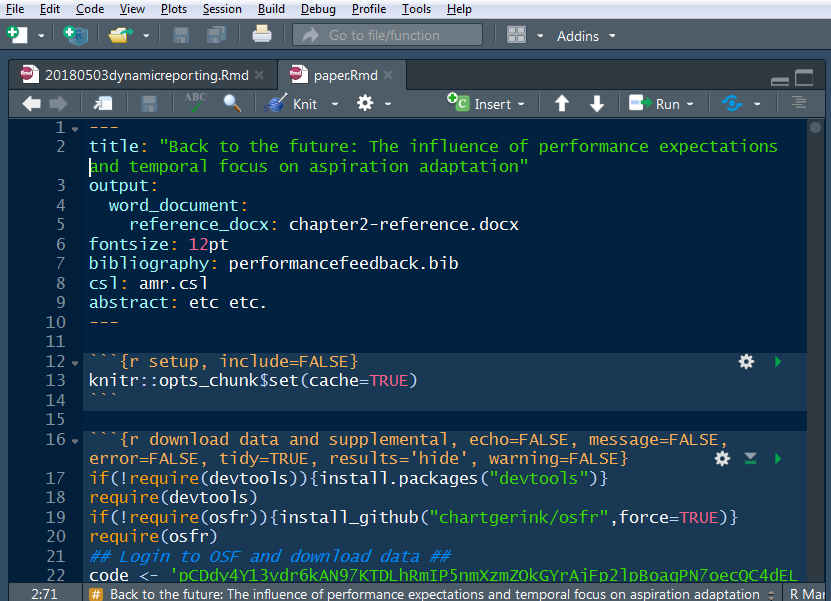 File Edit Code View Plots Session Build Debug Profile Tools Help
Go to file/function Addins
20180503dynamicreporting.Rmd paper.Rmd
ABC Knit Insert Run
1 ---
2 title: "Back to the future: The influence of performance expectations
and temporal focus on aspiration adaptation"
3 output:
4 word_document:
5 reference_docx: chapter2-reference.docx
6 fontsize: 12pt
7 bibliography: performancefeedback.bib
8 csl: amr.csl
9 abstract: etc etc.
10 ---
11
12 ```{r setup, include=FALSE}
13 knitr::opts_chunk$set(cache=TRUE)
14 ```
15
16 ```{r download data and supplemental, echo=FALSE, message=FALSE,
error=FALSE, tidy=TRUE, results='hide', warning=FALSE}
17 if(!require(devtools)){install.packages("devtools")}
18 require(devtools)
19 if(!require(osfr)){install_github("chartgerink/osfr",force=TRUE)}
20 require(osfr)
21 ## Login to OSF and download data ##
22 code <-
2:71 # Back to the future: The influence of performance expectations and temporal focus on aspiration adaptation R Mar